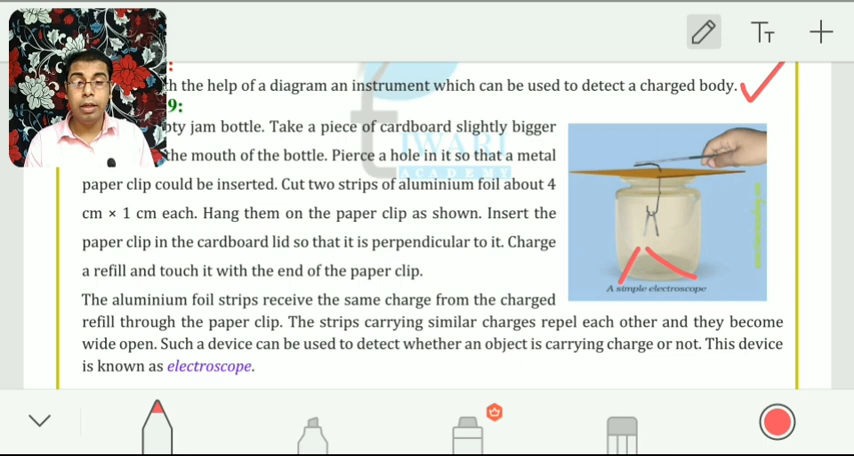 :
th the help of a diagram an instrument which can be used to detect a charged body.
9:
pty jam bottle. Take a piece of cardboard slightly bigger
the mouth of the bottle. Pierce a hole in it so that a metal
paper clip could be inserted. Cut two strips of aluminium foil about 4
cm × 1 cm each. Hang them on the paper clip as shown. Insert the
paper clip in the cardboard lid so that it is perpendicular to it. Charge
a refill and touch it with the end of the paper clip.
The aluminium foil strips receive the same charge from the charged
refill through the paper clip. The strips carrying similar charges repel each other and they become
wide open. Such a device can be used to detect whether an object is carrying charge or not. This device
is known as electroscope.
A simple electroscope
TIWARI
ACADEMY
TT